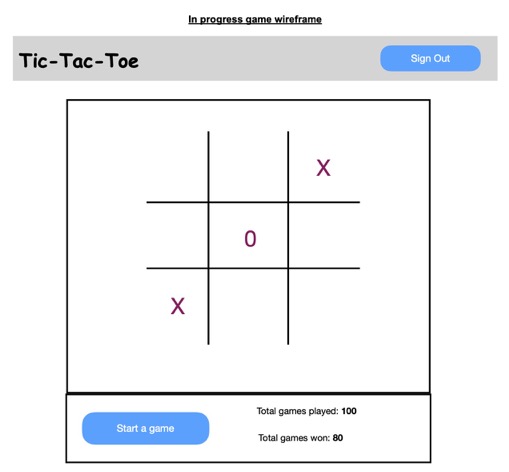 In progress game wireframe
Tic-Tac-Toe
Sign Out
X
0
X
Start a game
Total games played: 100
Total games won: 80